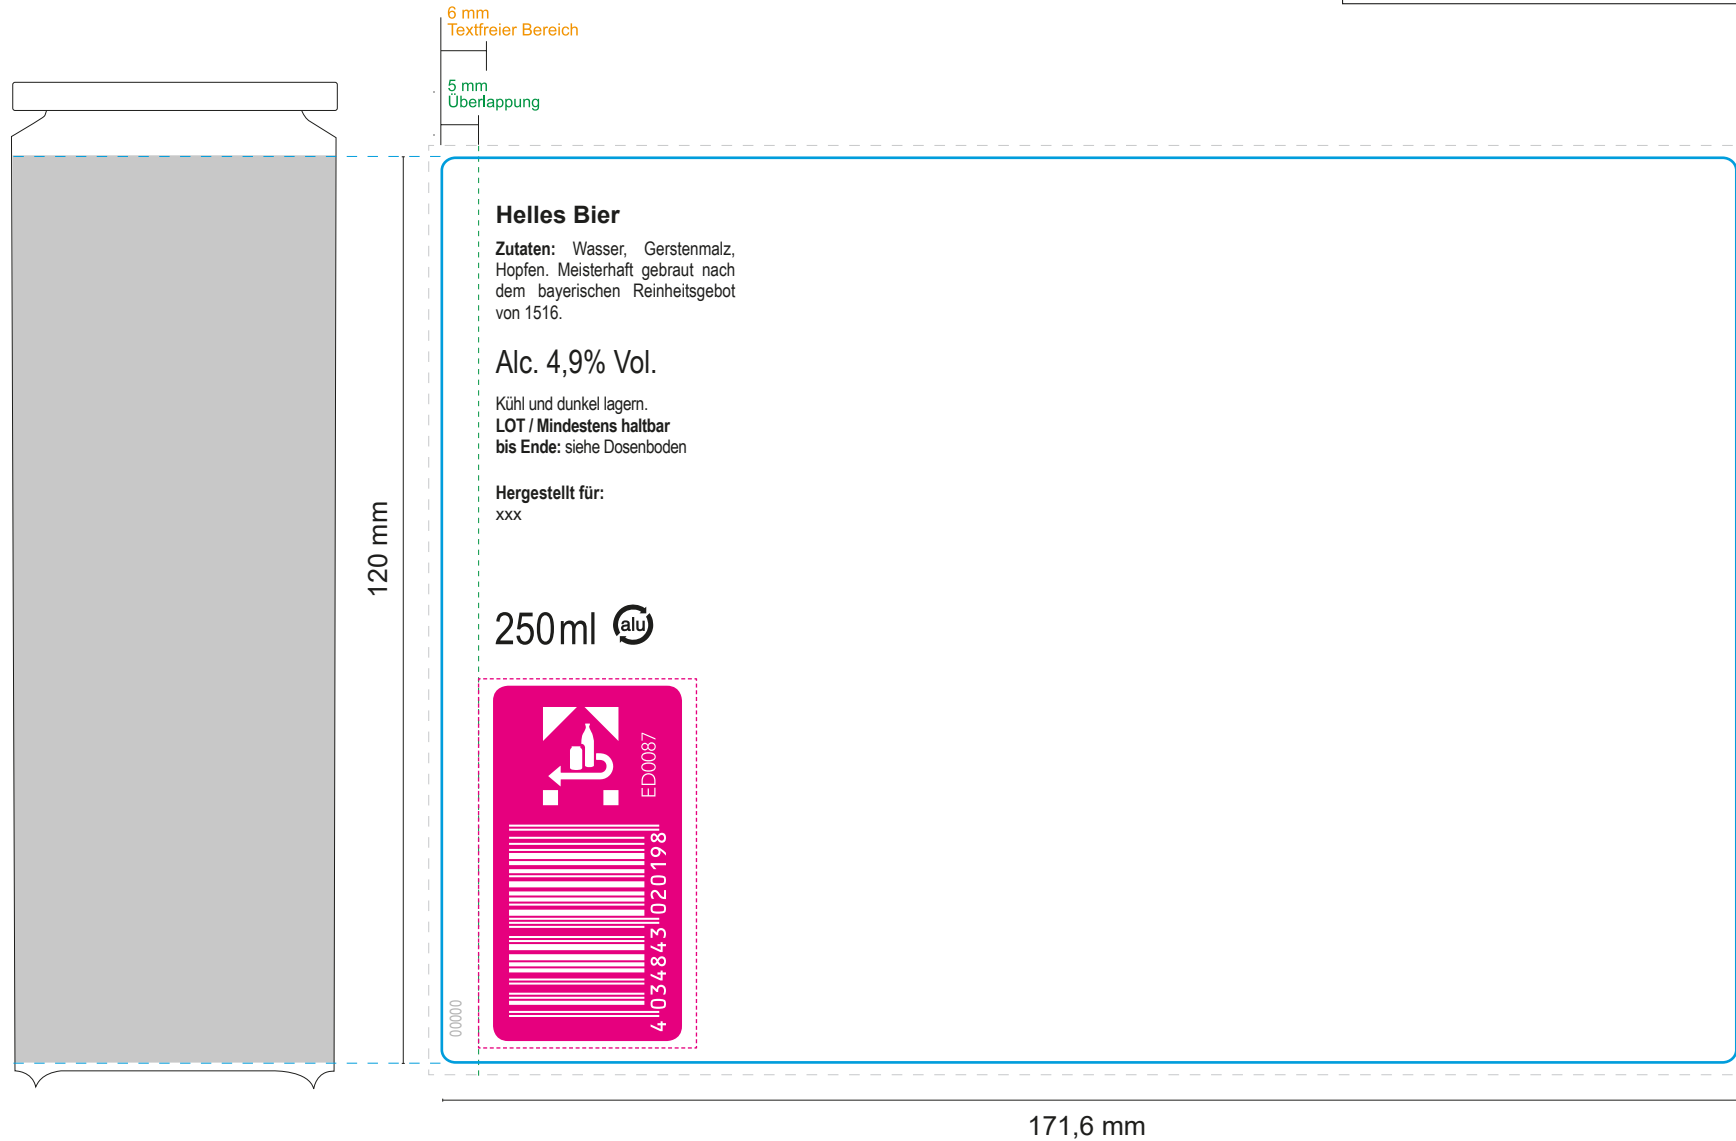 6 mm
Textfreier Bereich
5 mm
Überlappung
Helles Bier
Zutaten: Wasser, Gerstenmalz,
Hopfen. Meisterhaft gebraut nach
dem bayerischen Reinheitsgebot
von 1516.
Alc. 4,9% Vol.
Kühl und dunkel lagern.
LOT / Mindestens haltbar
bis Ende: siehe Dosenboden
Hergestellt für:
xxx
120 mm
250 ml alu
ED0087
4 034843 020198
00000
171,6 mm